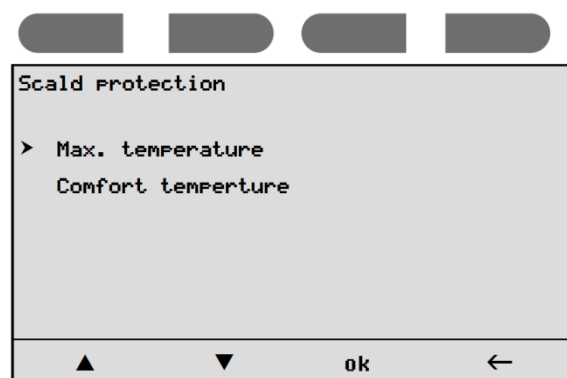 Scald protection
➤ Max. temperature
Comfort temperture
▲ ▼ ok ←